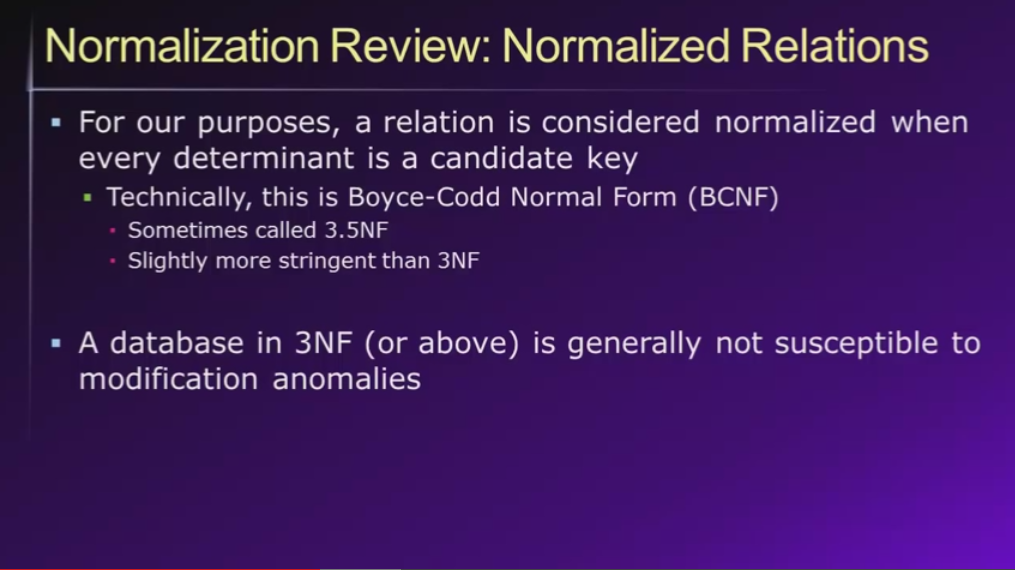 Normalization Review: Normalized Relations
For our purposes, a relation is considered normalized when
every determinant is a candidate key
Technically, this is Boyce-Codd Normal Form (BCNF)
Sometimes called 3.5NF
Slightly more stringent than 3NF
A database in 3NF (or above) is generally not susceptible to
modification anomalies